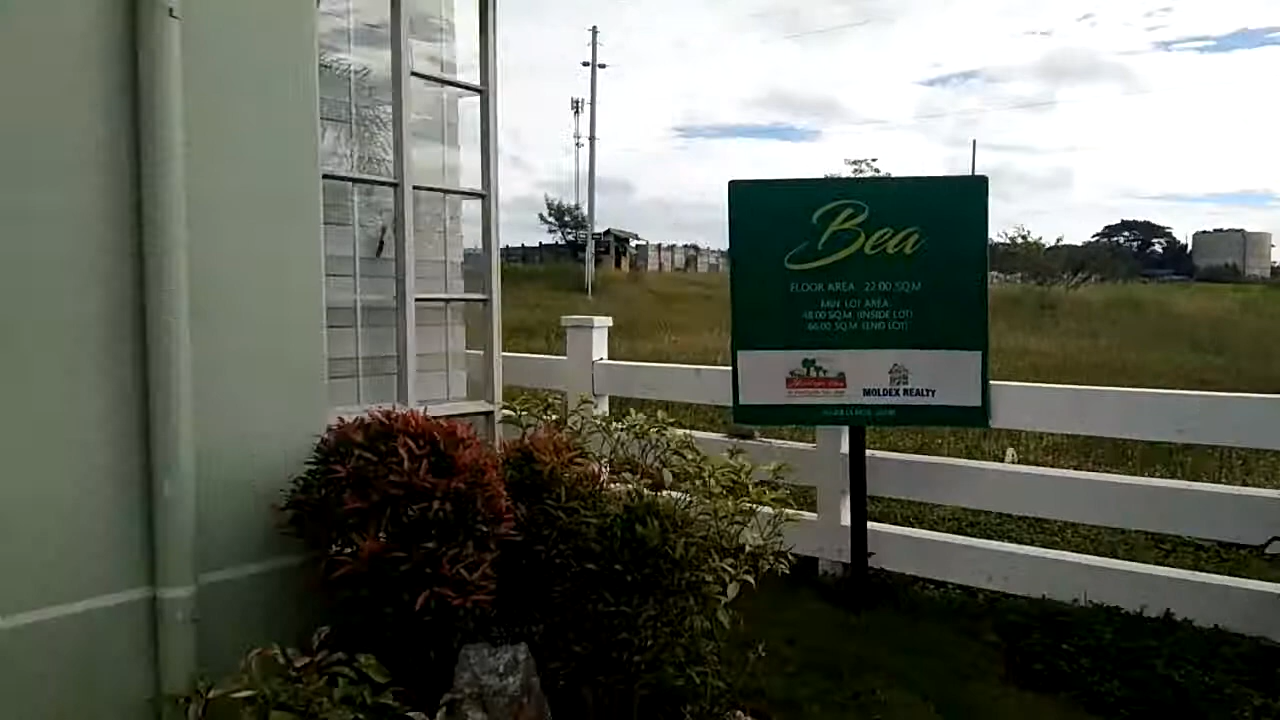 Bea
FLOOR AREA: 22.00 SQ.M
MIN. LOT AREA:
48.00 SQ.M. (INSIDE LOT)
66.00 SQ.M. (END LOT)
MOLDEX REALTY